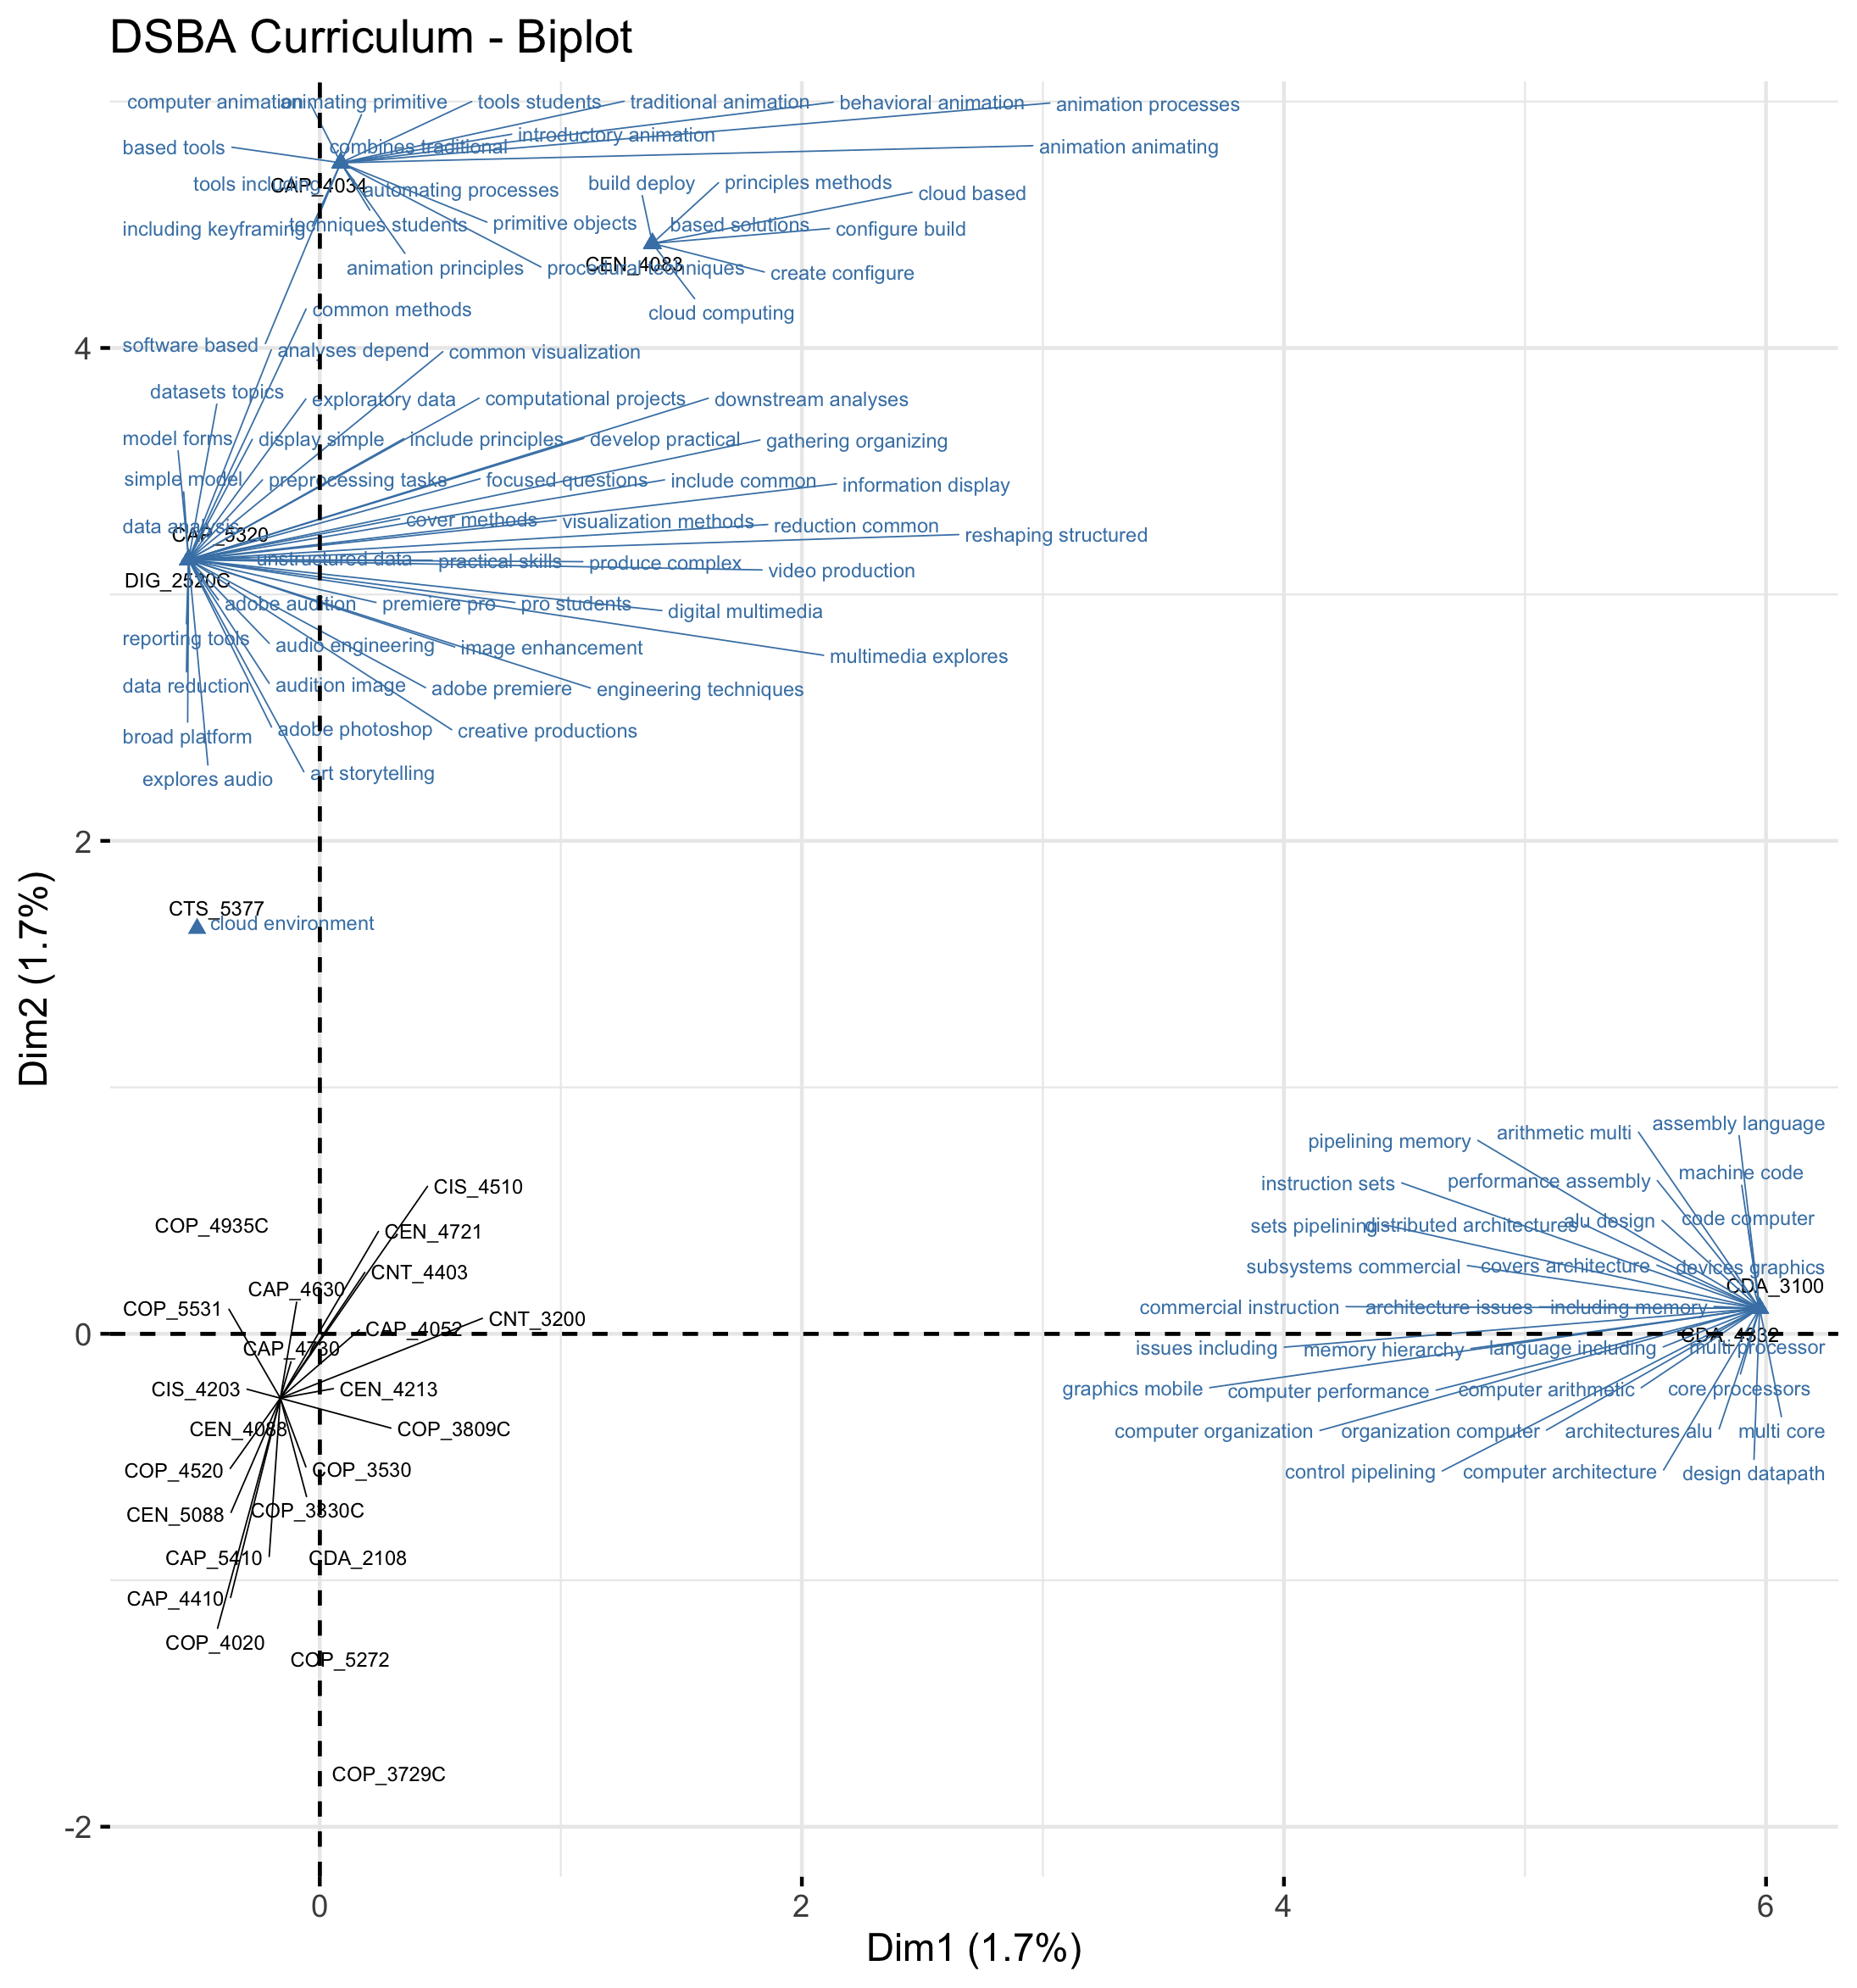 DSBA Curriculum - Biplot
computer animation
animating primitive
tools students
traditional animation
behavioral animation
animation processes
introductory animation
based tools
combines traditional
animation animating
tools including
CAP_4034
automating processes
build deploy
principles methods
cloud based
including keyframing
techniques students
primitive objects
based solutions
configure build
animation principles
procedural techniques
CEN_4083
create configure
common methods
cloud computing
4
software based
analyses depend
common visualization
datasets topics
exploratory data
computational projects
downstream analyses
model forms
display simple
include principles
develop practical
gathering organizing
simple model
preprocessing tasks
focused questions
include common
information display
data analysis
CAP_5320
cover methods
visualization methods
reduction common
reshaping structured
unstructured data
practical skills
produce complex
video production
DIG_2520C
adobe audition
premiere pro
pro students
digital multimedia
reporting tools
audio engineering
image enhancement
multimedia explores
data reduction
audition image
adobe premiere
engineering techniques
broad platform
adobe photoshop
creative productions
explores audio
art storytelling
2
CTS_5377
cloud environment
Dim2 (1.7%)
assembly language
pipelining memory
arithmetic multi
machine code
CIS_4510
instruction sets
performance assembly
COP_4935C
CEN_4721
sets pipelining
distributed architectures
alu design
code computer
CNT_4403
subsystems commercial
covers architecture
devices graphics
CAP_4630
CDA_3100
COP_5531
CNT_3200
commercial instruction
architecture issues
including memory
0
CAP_4052
CDA_4332
CAP_4730
issues including
memory hierarchy
language including
multi processor
CIS_4203
CEN_4213
graphics mobile
computer performance
computer arithmetic
core processors
CEN_4088
COP_3809C
computer organization
organization computer
architectures alu
multi core
COP_4520
COP_3530
control pipelining
computer architecture
design datapath
CEN_5088
COP_3330C
CAP_5410
CDA_2108
CAP_4410
COP_4020
COP_5272
COP_3729C
-2
0
2
4
6
Dim1 (1.7%)